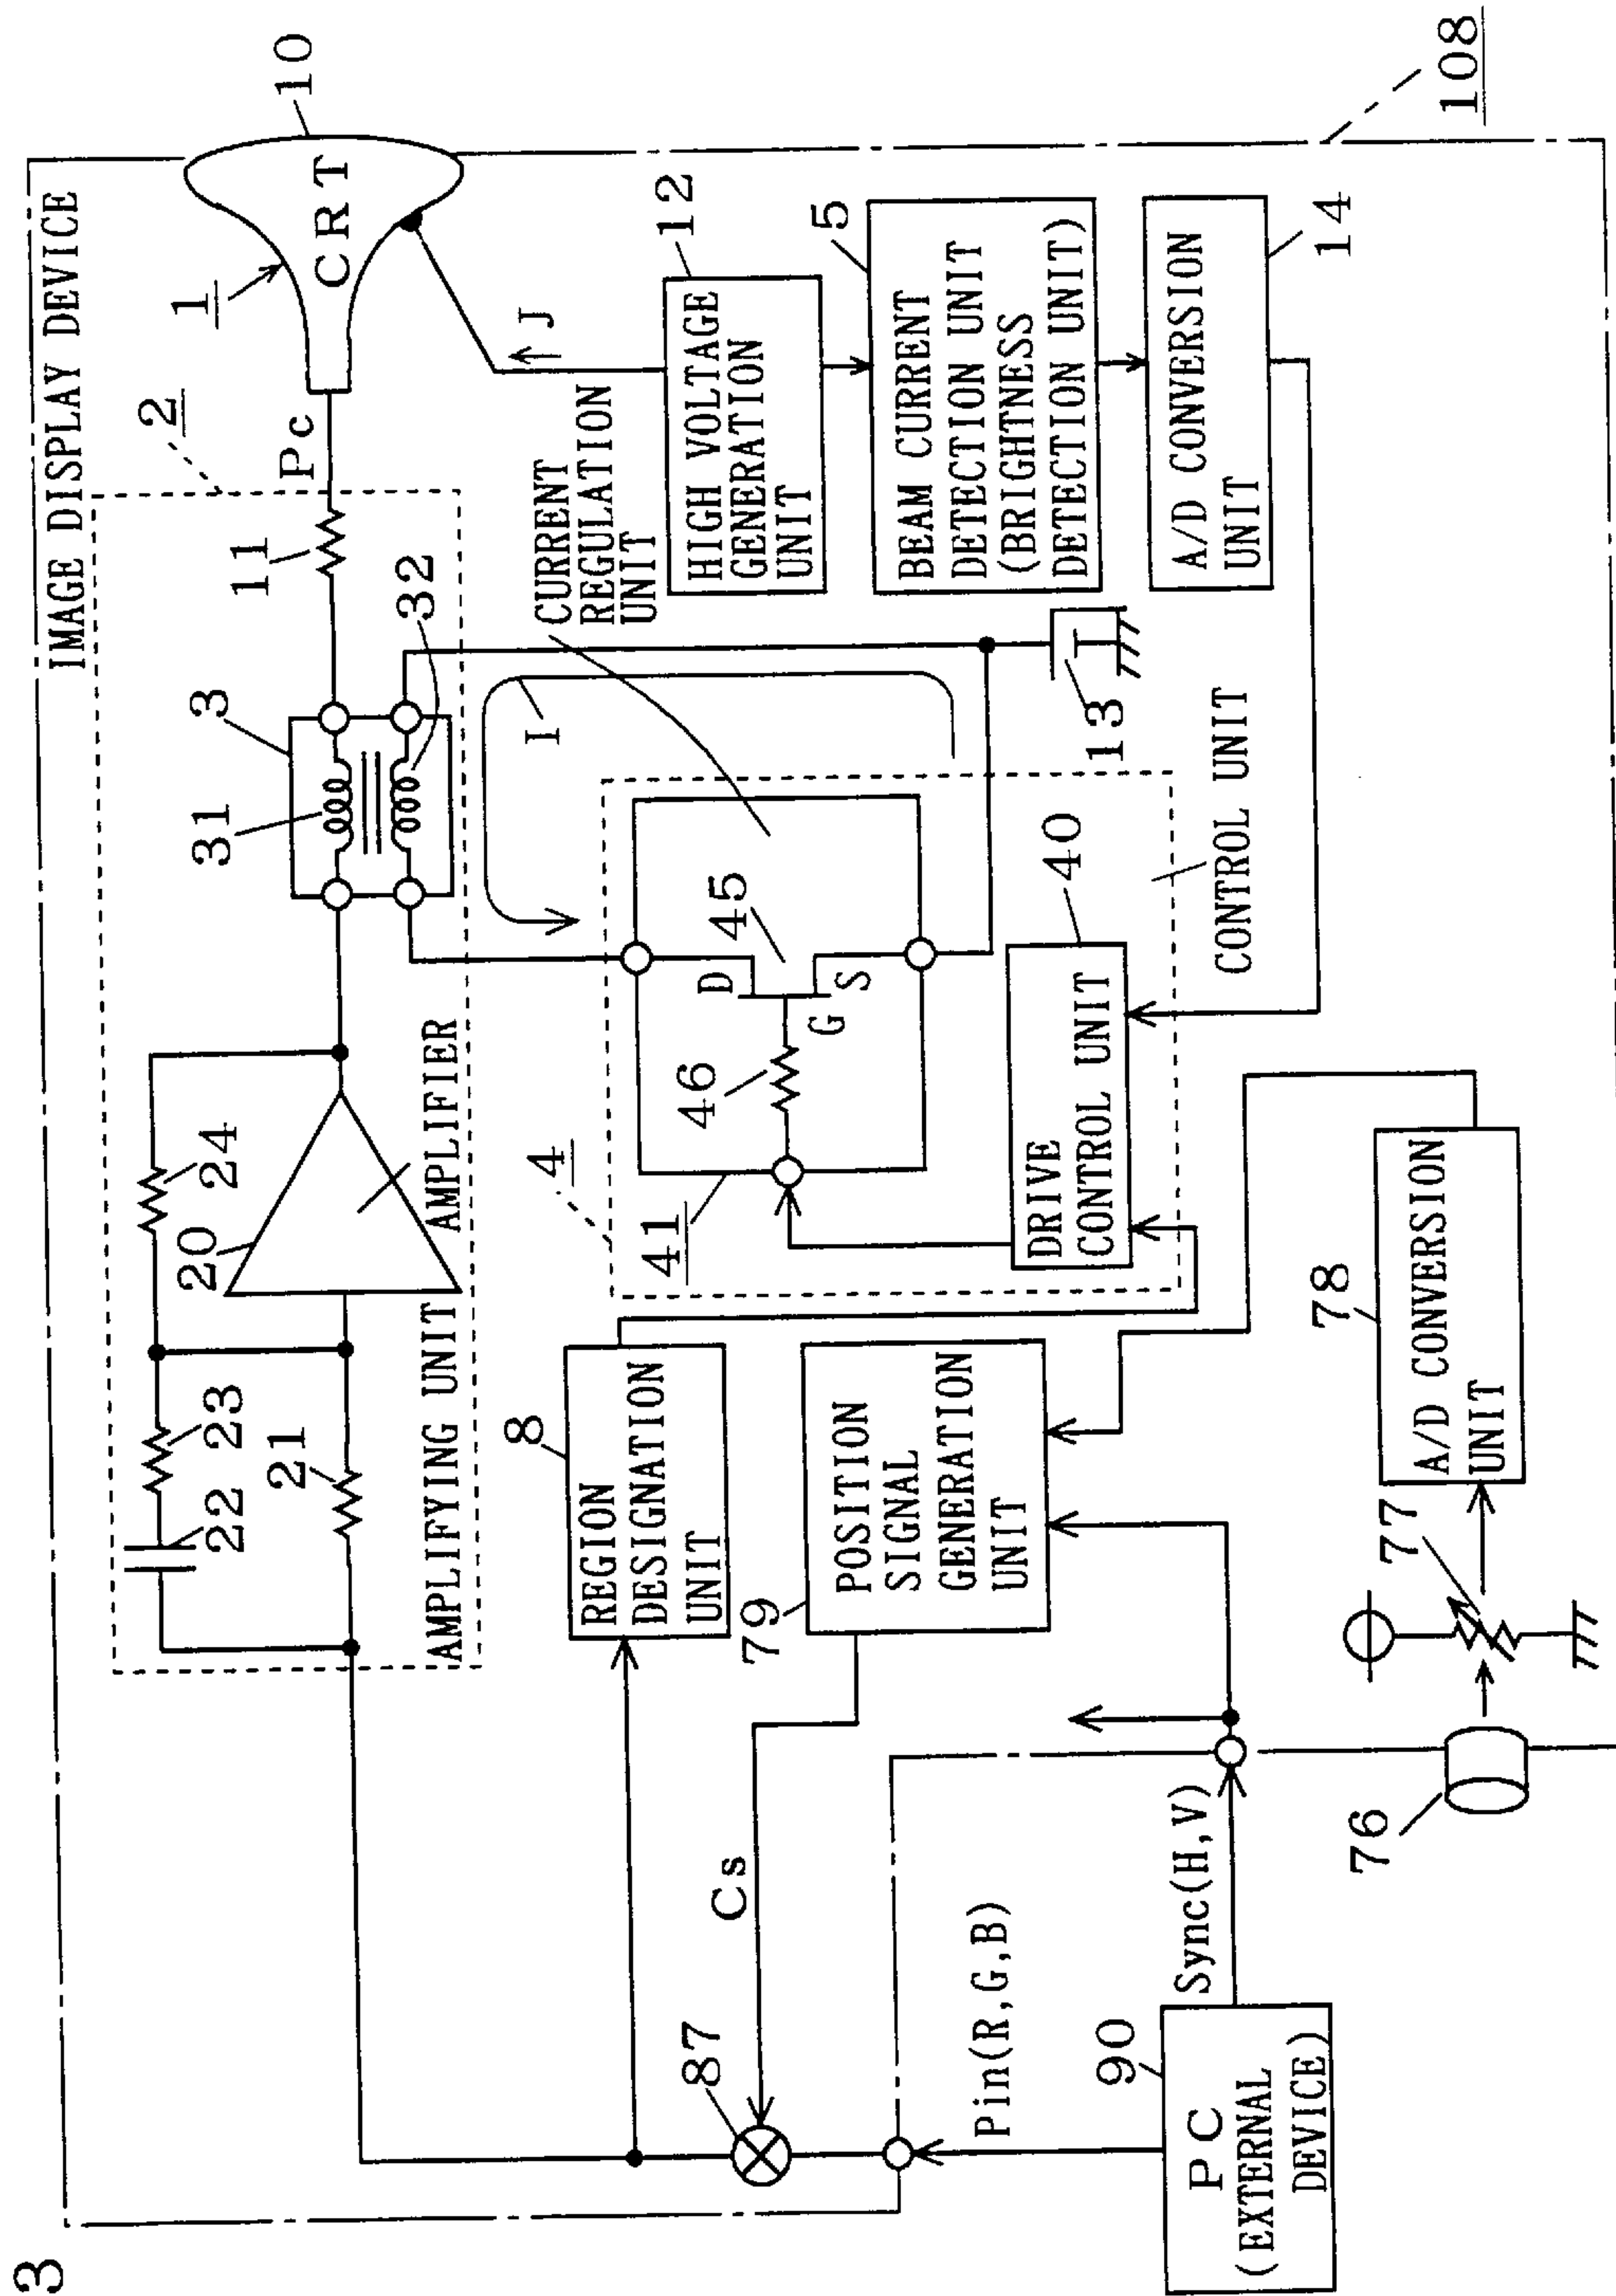 3
IMAGE DISPLAY DEVICE
108
1
10
CRT
2
Pc
11
3
31
32
20
24
AMPLIFIER
22
23
21
AMPLIFYING UNIT
J
12
HIGH VOLTAGE
GENERATION
UNIT
CURRENT
REGULATION
UNIT
I
5
BEAM CURRENT
DETECTION UNIT
(BRIGHTNESS
DETECTION UNIT)
14
A/D CONVERSION
UNIT
13
4
41
45
D
G
S
46
40
DRIVE
CONTROL UNIT
CONTROL UNIT
8
REGION
DESIGNATION
UNIT
79
POSITION
SIGNAL
GENERATION
UNIT
78
A/D CONVERSION
UNIT
77
76
Cs
87
Pin(R,G,B)
Sync(H,V)
90
PC
(EXTERNAL
DEVICE)